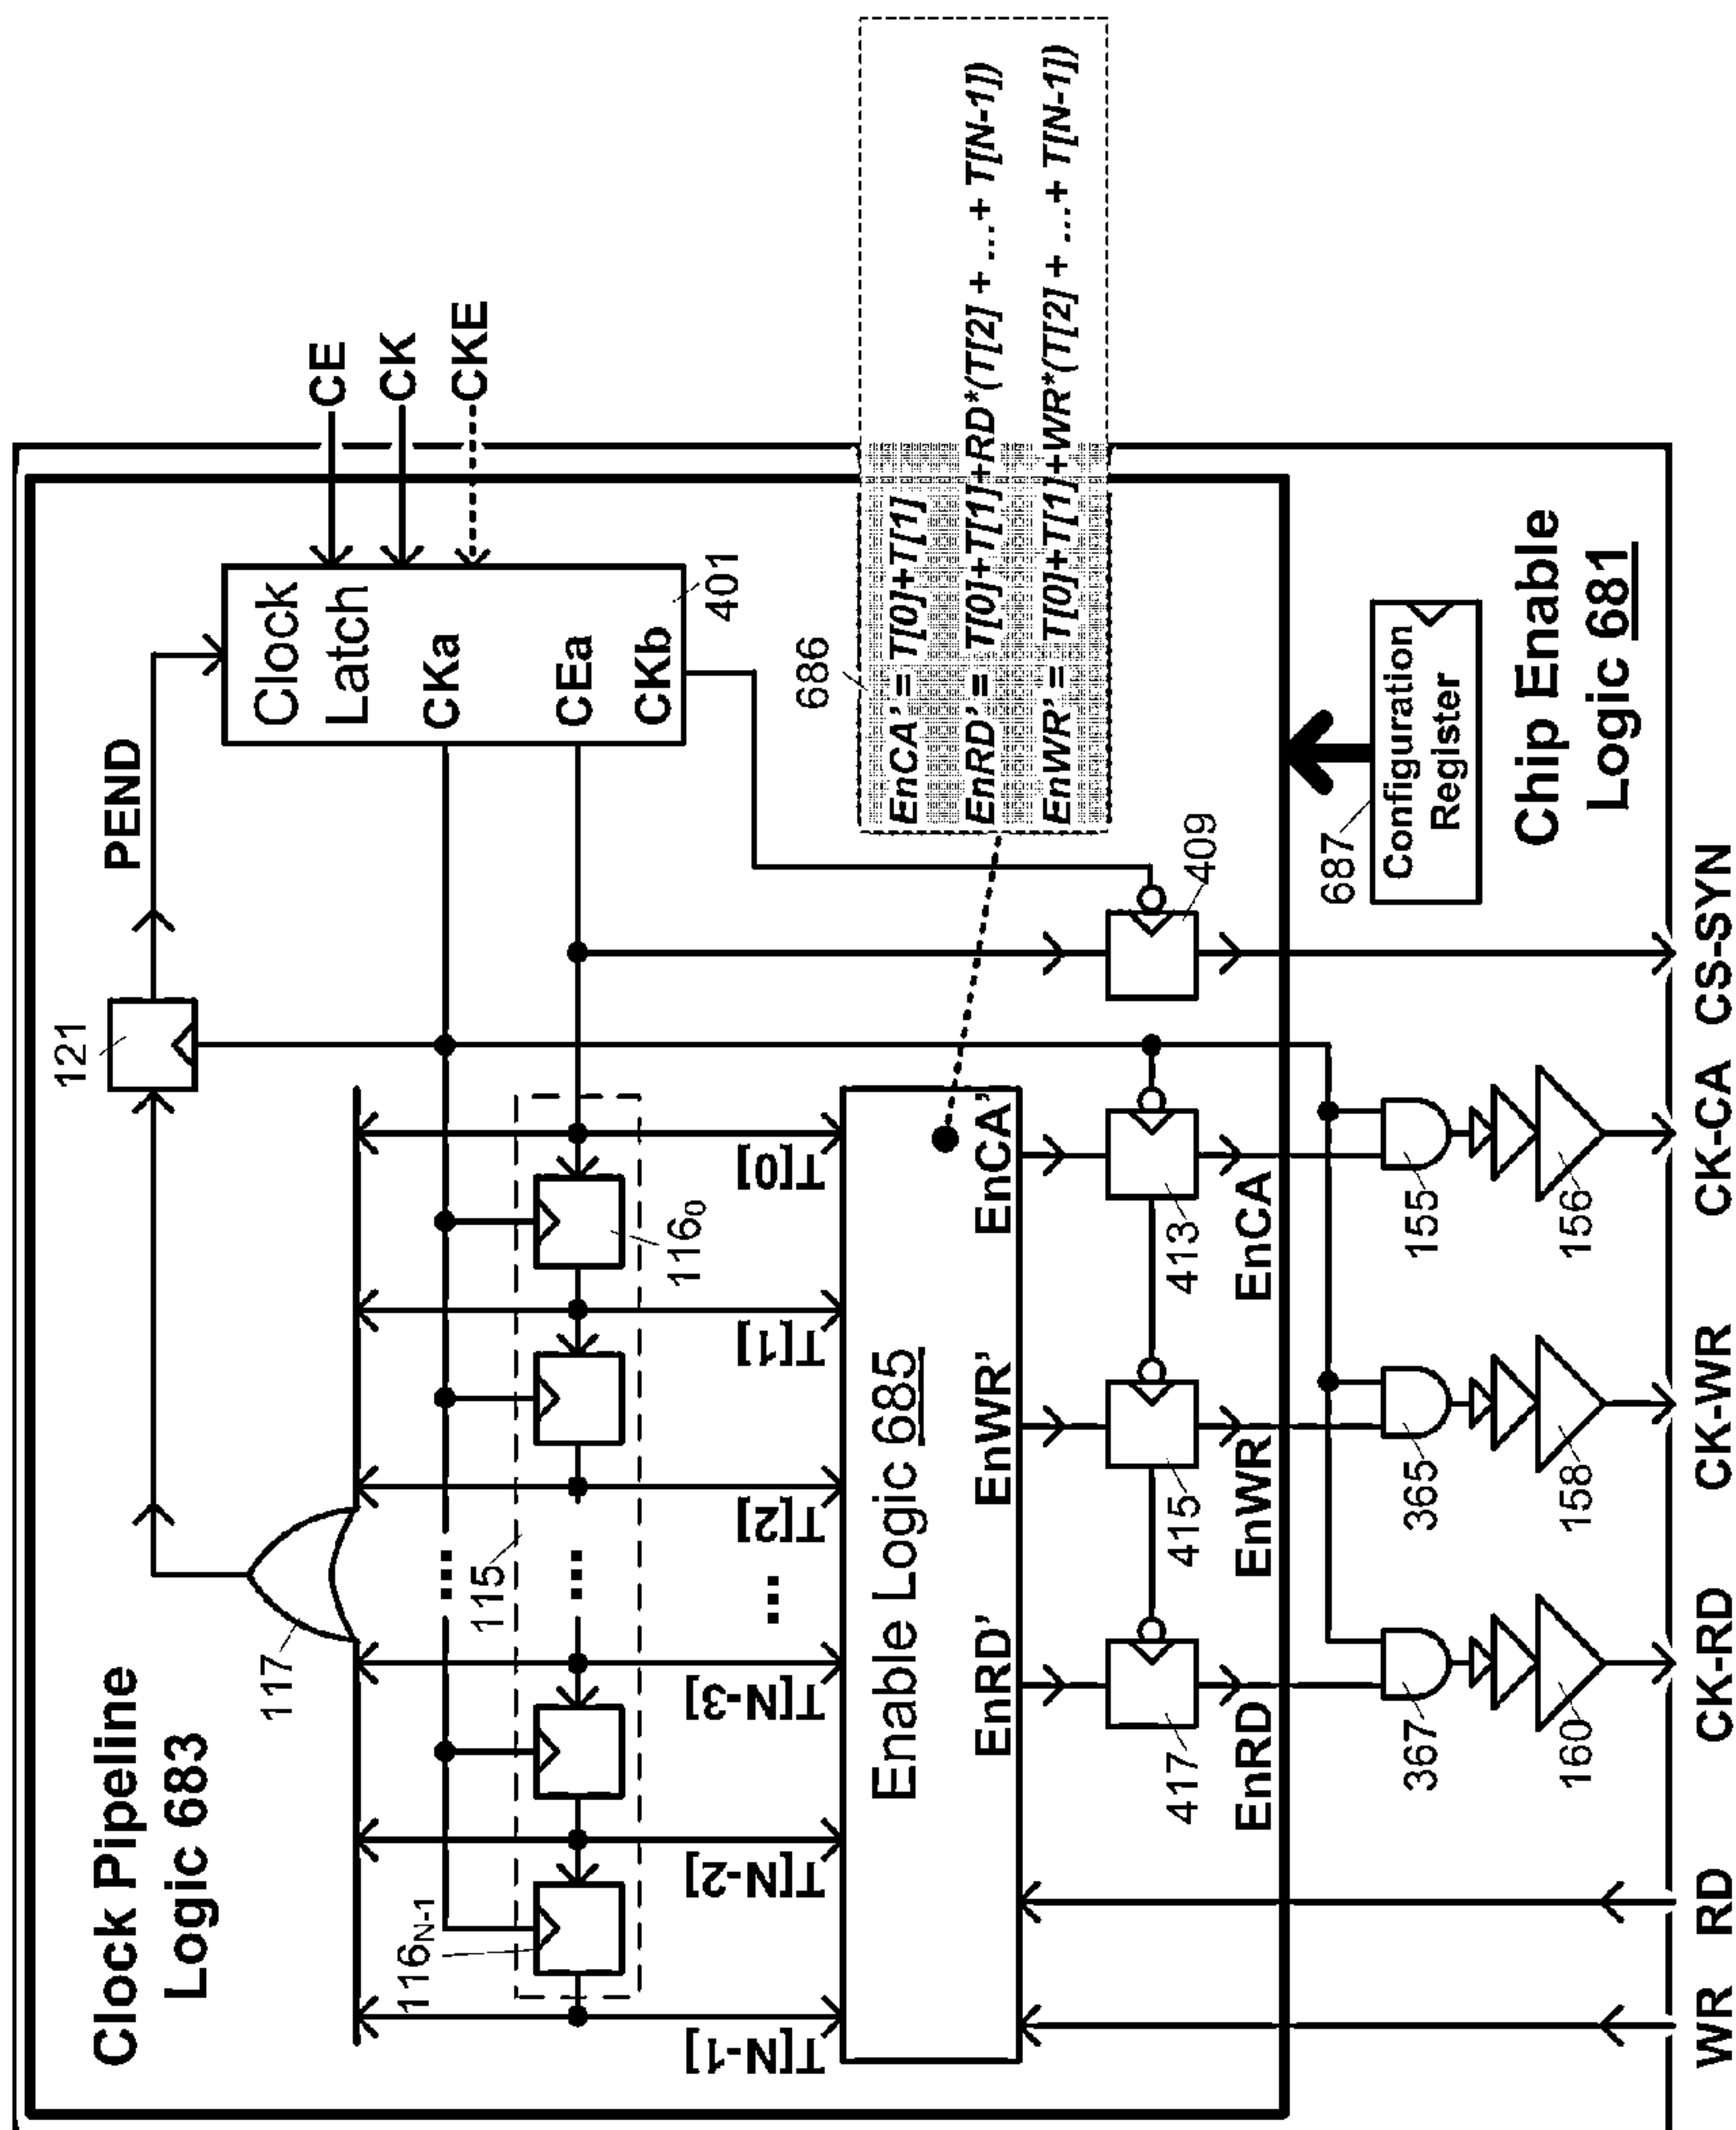 Clock Pipeline
Logic 683
117
121
PEND
CE
CK
CKE
Clock
Latch
CKa
CEa
CKb
401
116N-1
115
...
...
...
116₀
T[N-1]
T[N-2]
T[N-3]
T[2]
T[1]
T[0]
686
EnCA' = T[0]+T[1]
EnRD' = T[0]+T[1]+RD*(T[2] + ...+ T[N-1])
EnWR' = T[0]+T[1]+WR*(T[2] + ...+ T[N-1])
Enable Logic 685
EnRD'
EnWR'
EnCA'
417
415
413
409
EnRD
EnWR
EnCA
687
Configuration
Register
Chip Enable
Logic 681
367
365
155
160
158
156
WR
RD
CK-RD
CK-WR
CK-CA
CS-SYN